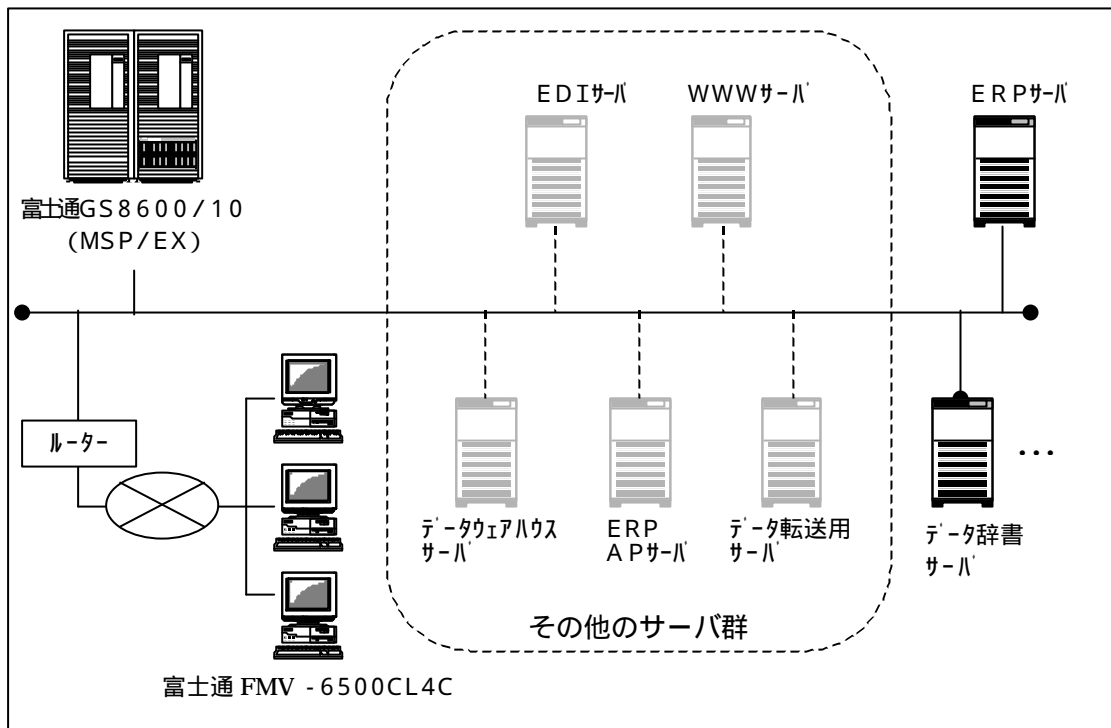 EDIサーバ
WWWサーバ
ERPサーバ
富士通GS8600/10
(MSP/EX)
ルーター
データウェアハウス
サーバ
ERP
APサーバ
データ転送用
サーバ
データ辞書
サーバ
…
その他のサーバ群
富士通 FMV -6500CL4C